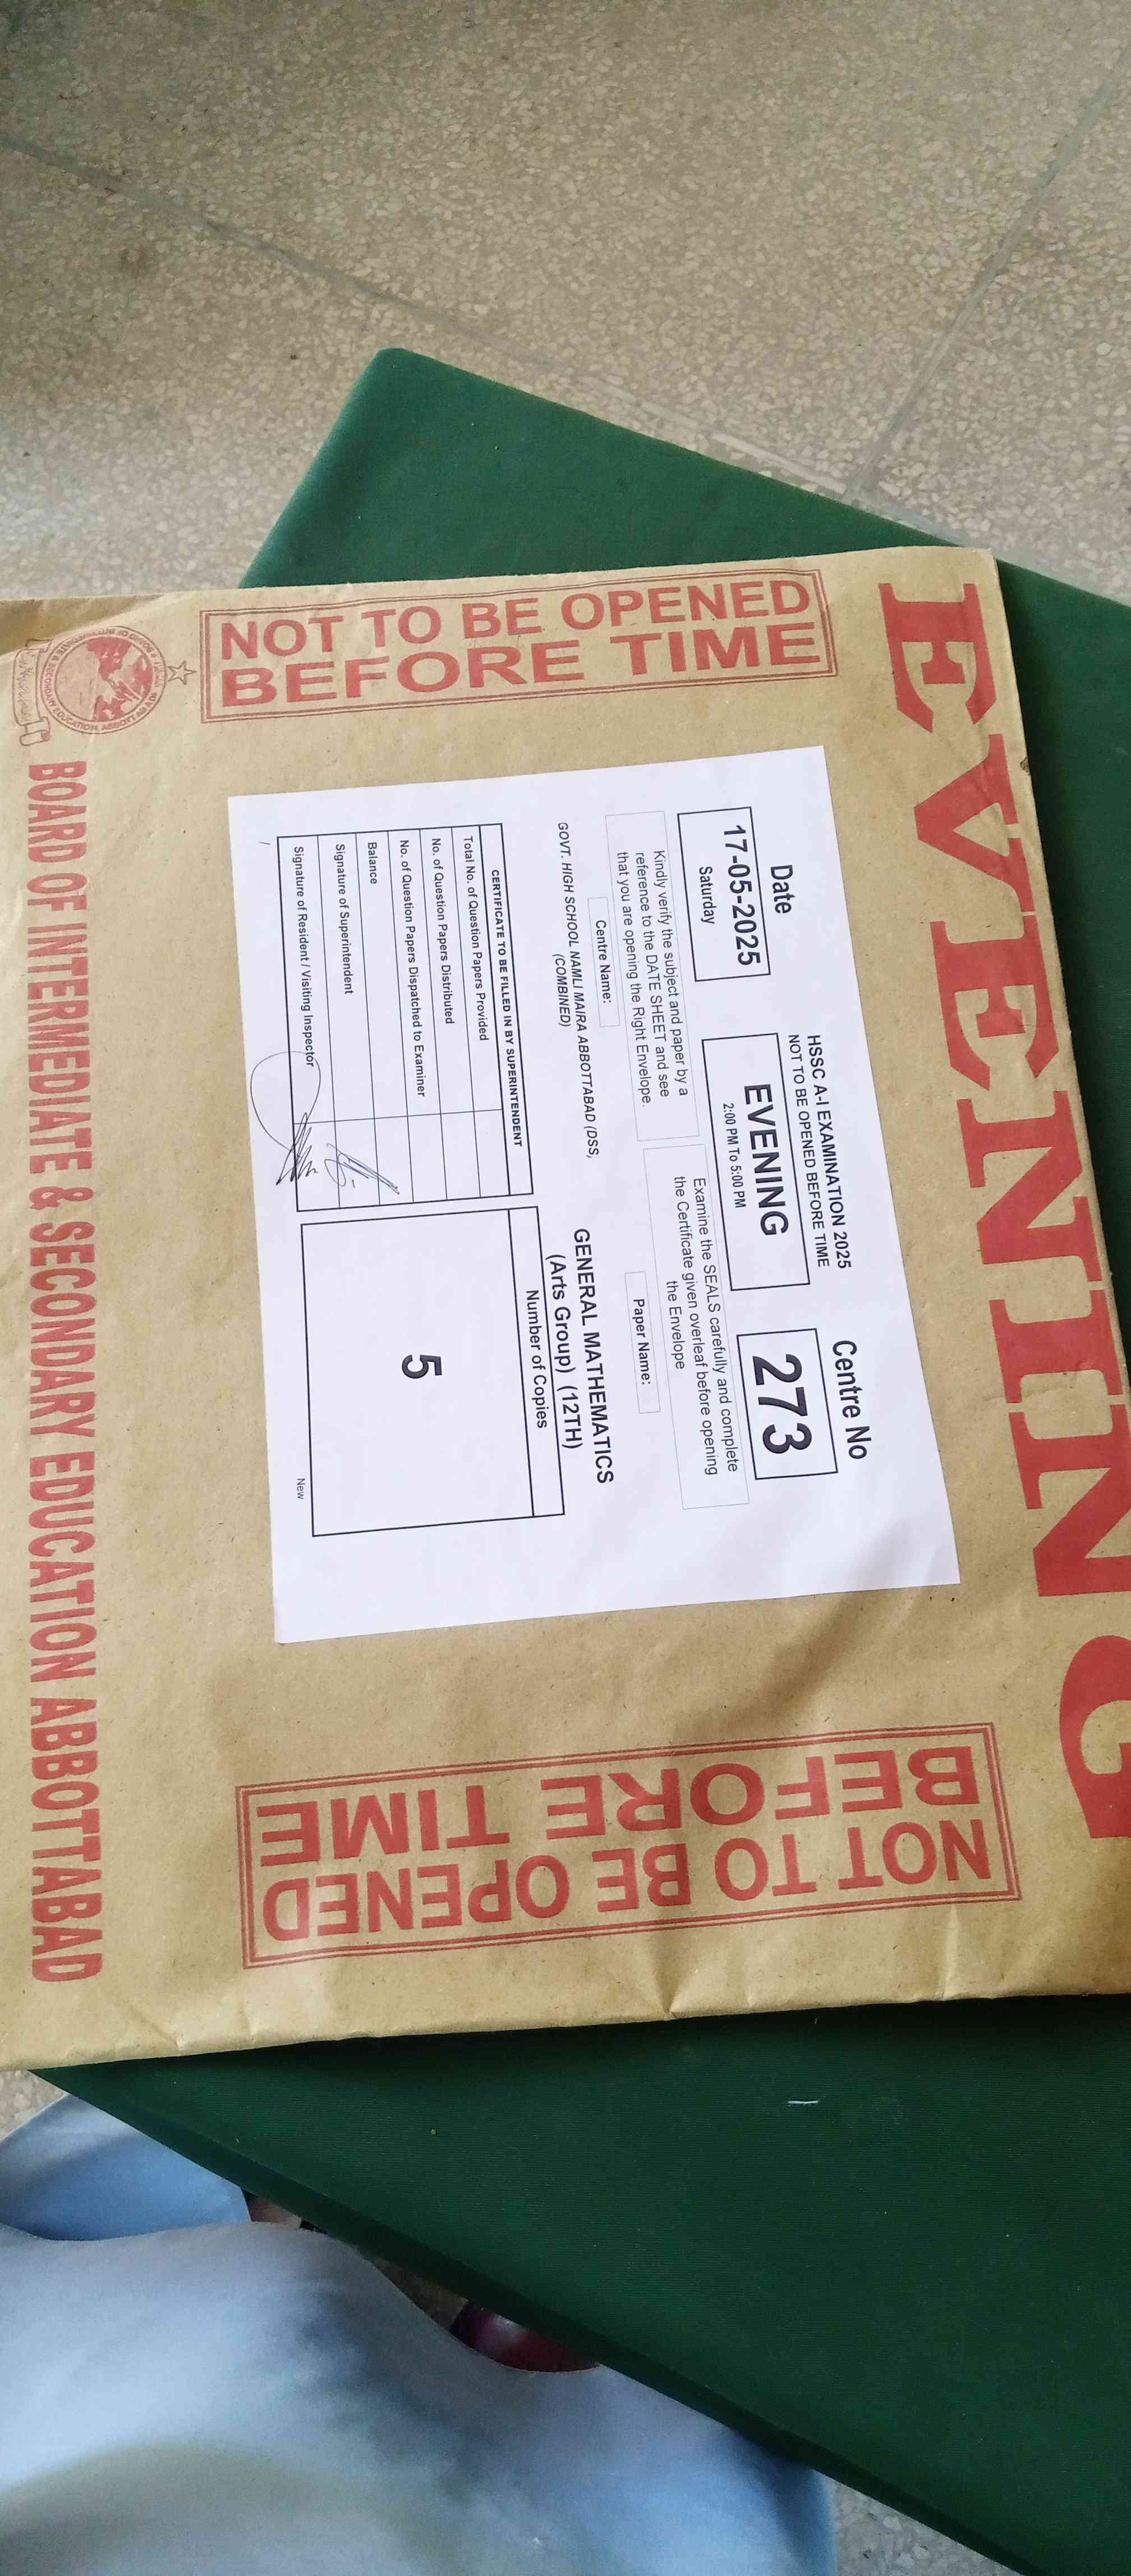 EVENING
NOT TO BE OPENED
BEFORE TIME
HSSC A-I EXAMINATION 2025
NOT TO BE OPENED BEFORE TIME
Date
17-05-2025
Saturday
EVENING
2:00 PM To 5:00 PM
Centre No
273
Kindly verify the subject and paper by a
reference to the DATE SHEET and see
that you are opening the Right Envelope.
Examine the SEALS carefully and complete
the Certificate given overleaf before opening
the Envelope
Centre Name:
GOVT. HIGH SCHOOL NAMLI MAIRA ABBOTTABAD (DSS,
(COMBINED)
Paper Name:
GENERAL MATHEMATICS
(Arts Group) (12TH)
CERTIFICATE TO BE FILLED IN BY SUPERINTENDENT
Total No. of Question Papers Provided
No. of Question Papers Distributed
No. of Question Papers Dispatched to Examiner
Balance
Signature of Superintendent
Signature of Resident / Visiting Inspector
Number of Copies
5
New
NOT TO BE OPENED
BEFORE TIME
BOARD OF INTERMEDIATE & SECONDARY EDUCATION ABBOTTABAD